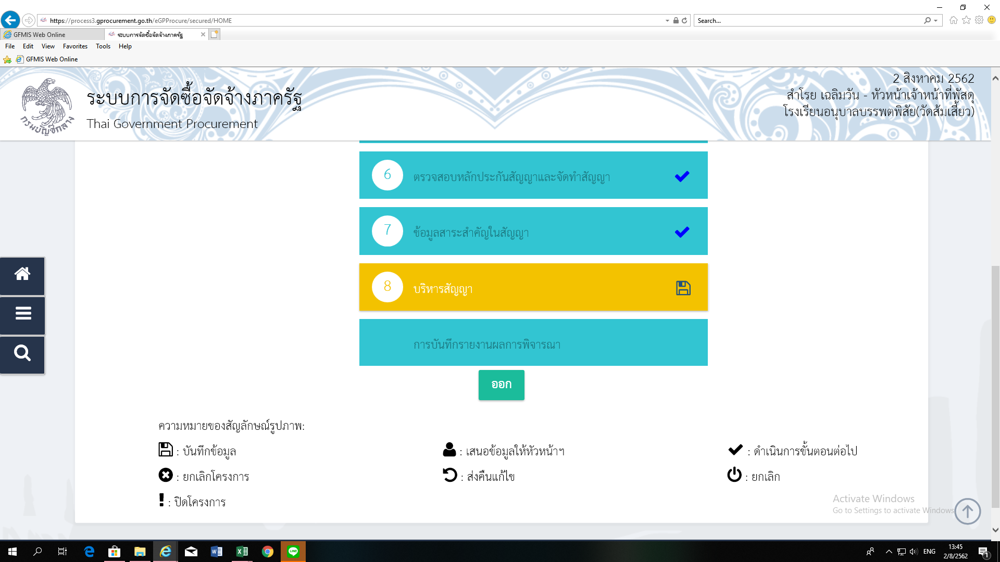 https://process3.gprocurement.go.th/eGPProcure/secured/HOME
Search...
GFMIS Web Online
ระบบการจัดซื้อจัดจ้างภาครัฐ
File Edit View Favorites Tools Help
GFMIS Web Online
กรมบัญชีกลาง
ระบบการจัดซื้อจัดจ้างภาครัฐ
Thai Government Procurement
2 สิงหาคม 2562
สำโรย เฉลิมวัน - หัวหน้าเจ้าหน้าที่พัสดุ
โรงเรียนอนุบาลบรรพตพิสัย(วัดส้มเสี้ยว)
6 ตรวจสอบหลักประกันสัญญาและจัดทำสัญญา
7 ข้อมูลสาระสำคัญในสัญญา
8 บริหารสัญญา
การบันทึกรายงานผลการพิจารณา
ออก
ความหมายของสัญลักษณ์รูปภาพ:
: บันทึกข้อมูล
: เสนอข้อมูลให้หัวหน้าฯ
: ดำเนินการขั้นตอนต่อไป
: ยกเลิกโครงการ
: ส่งคืนแก้ไข
: ยกเลิก
: ปิดโครงการ
Activate Windows
Go to Settings to activate Windows
LINE
ENG
13:45
2/8/2562
1